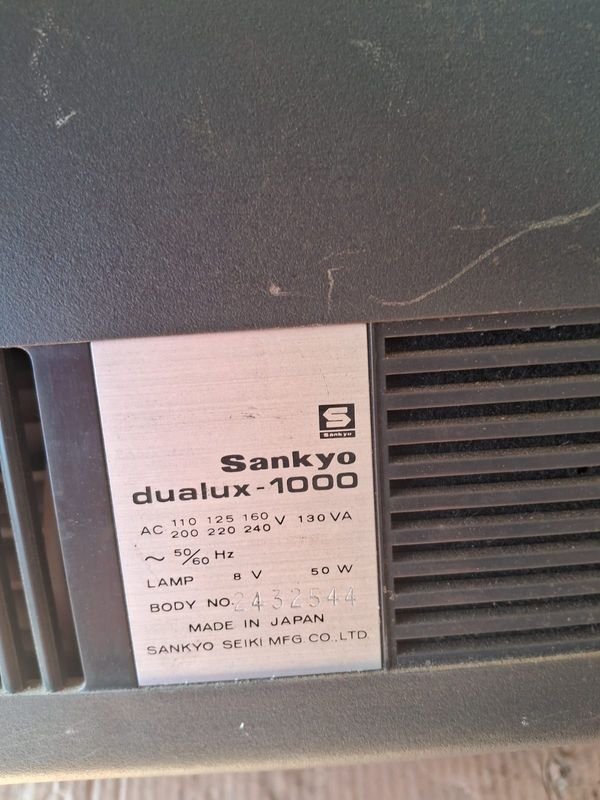 S
Sankyo
Sankyo
dualux-1000
AC 110 125 160 V 130 VA
200 220 240
~ 50/60 Hz
LAMP 8 V 50 W
BODY NO. 2432544
MADE IN JAPAN
SANKYO SEIKI MFG. CO., LTD.